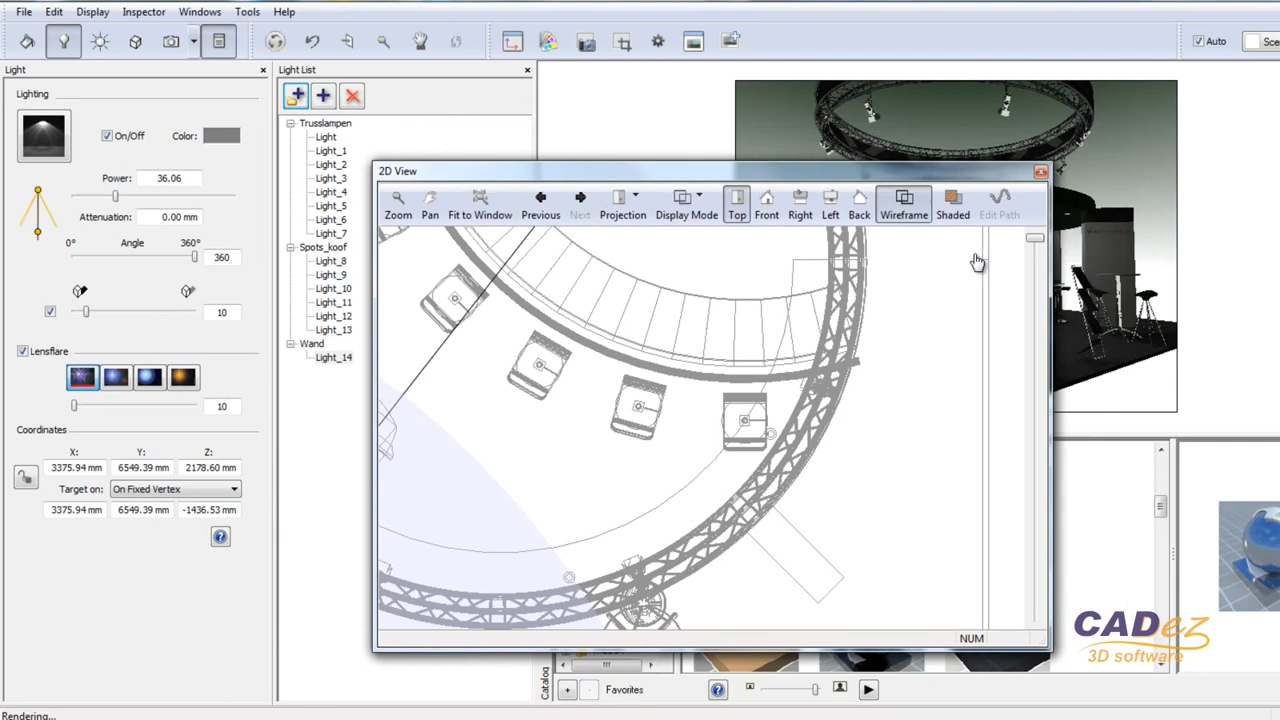 File Edit Display Inspector Windows Tools Help
Auto
Light
Light List
Lighting
On/Off Color:
Power: 36.06
Attenuation: 0.00 mm
0° Angle 360° 360
10
Lensflare
10
Coordinates
X: Y: Z:
3375.94 mm 6549.39 mm 2178.60 mm
Target on: On Fixed Vertex
3375.94 mm 6549.39 mm -1436.53 mm
Trusslampen
Light
Light_1
Light_2
Light_3
Light_4
Light_5
Light_6
Light_7
Spots_koof
Light_8
Light_9
Light_10
Light_11
Light_12
Light_13
Wand
Light_14
2D View
Zoom Pan Fit to Window Previous Next Projection Display Mode Top Front Right Left Back Wireframe Shaded Edit Path
NUM
Catalog
Favorites
CADez
3D software
Rendering...